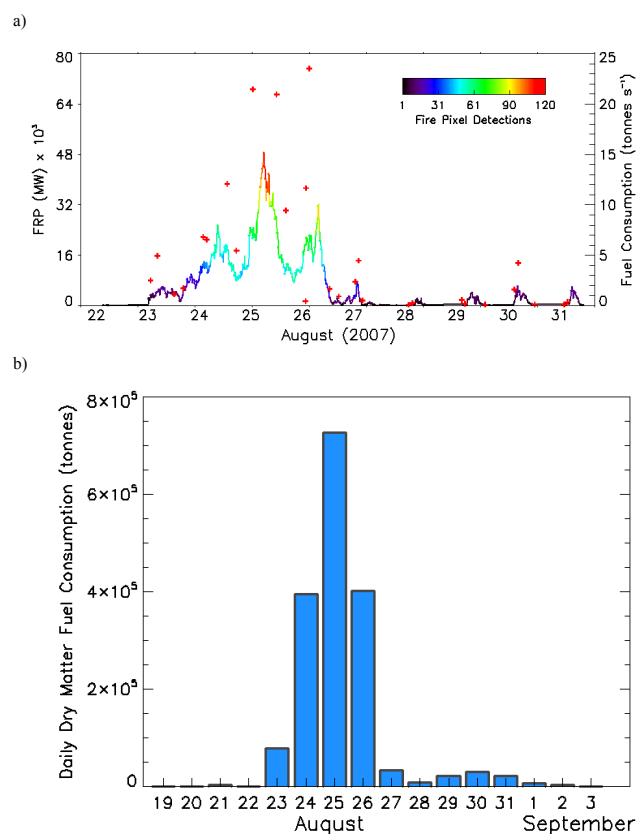 a)
80
64
48
32
16
0
FRP (MW) × 10³
25
20
15
10
5
0
Fuel Consumption (tonnes s⁻¹)
1 31 61 90 120
Fire Pixel Detections
22 23 24 25 26 27 28 29 30 31
August (2007)
b)
8×10⁵
6×10⁵
4×10⁵
2×10⁵
0
Daily Dry Matter Fuel Consumption (tonnes)
19 20 21 22 23 24 25 26 27 28 29 30 31 1 2 3
August September